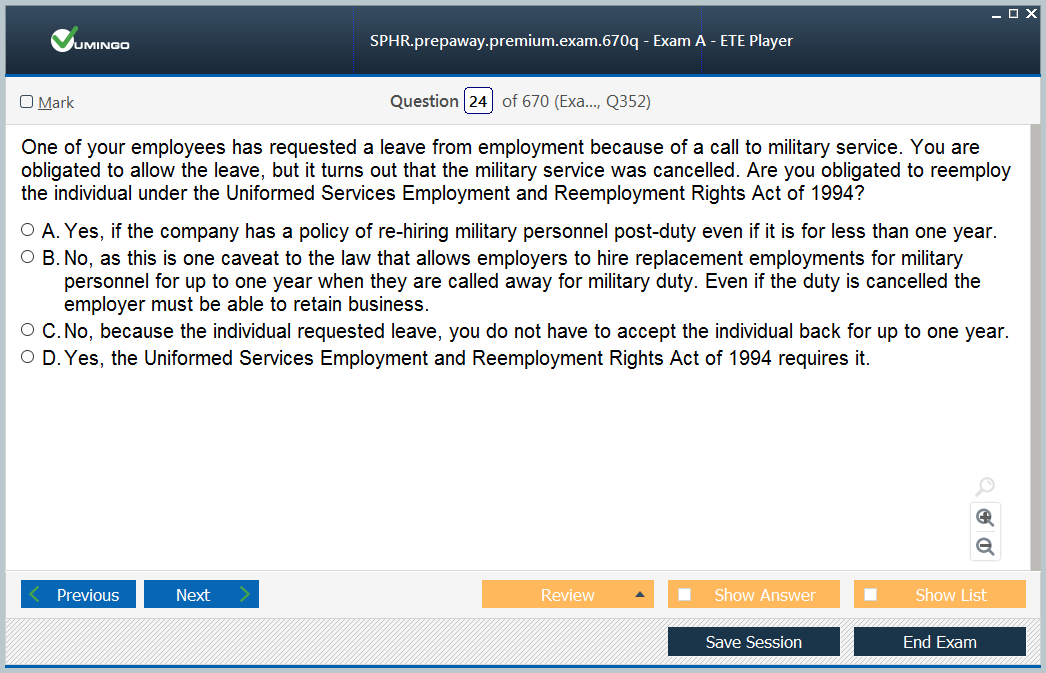 VUMINGO
SPHR.prepaway.premium.exam.670q - Exam A - ETE Player
Mark
Question 24 of 670 (Exa..., Q352)
One of your employees has requested a leave from employment because of a call to military service. You are
obligated to allow the leave, but it turns out that the military service was cancelled. Are you obligated to reemploy
the individual under the Uniformed Services Employment and Reemployment Rights Act of 1994?
A. Yes, if the company has a policy of re-hiring military personnel post-duty even if it is for less than one year.
B. No, as this is one caveat to the law that allows employers to hire replacement employments for military
personnel for up to one year when they are called away for military duty. Even if the duty is cancelled the
employer must be able to retain business.
C. No, because the individual requested leave, you do not have to accept the individual back for up to one year.
D. Yes, the Uniformed Services Employment and Reemployment Rights Act of 1994 requires it.
Previous Next Review Show Answer Show List
Save Session End Exam